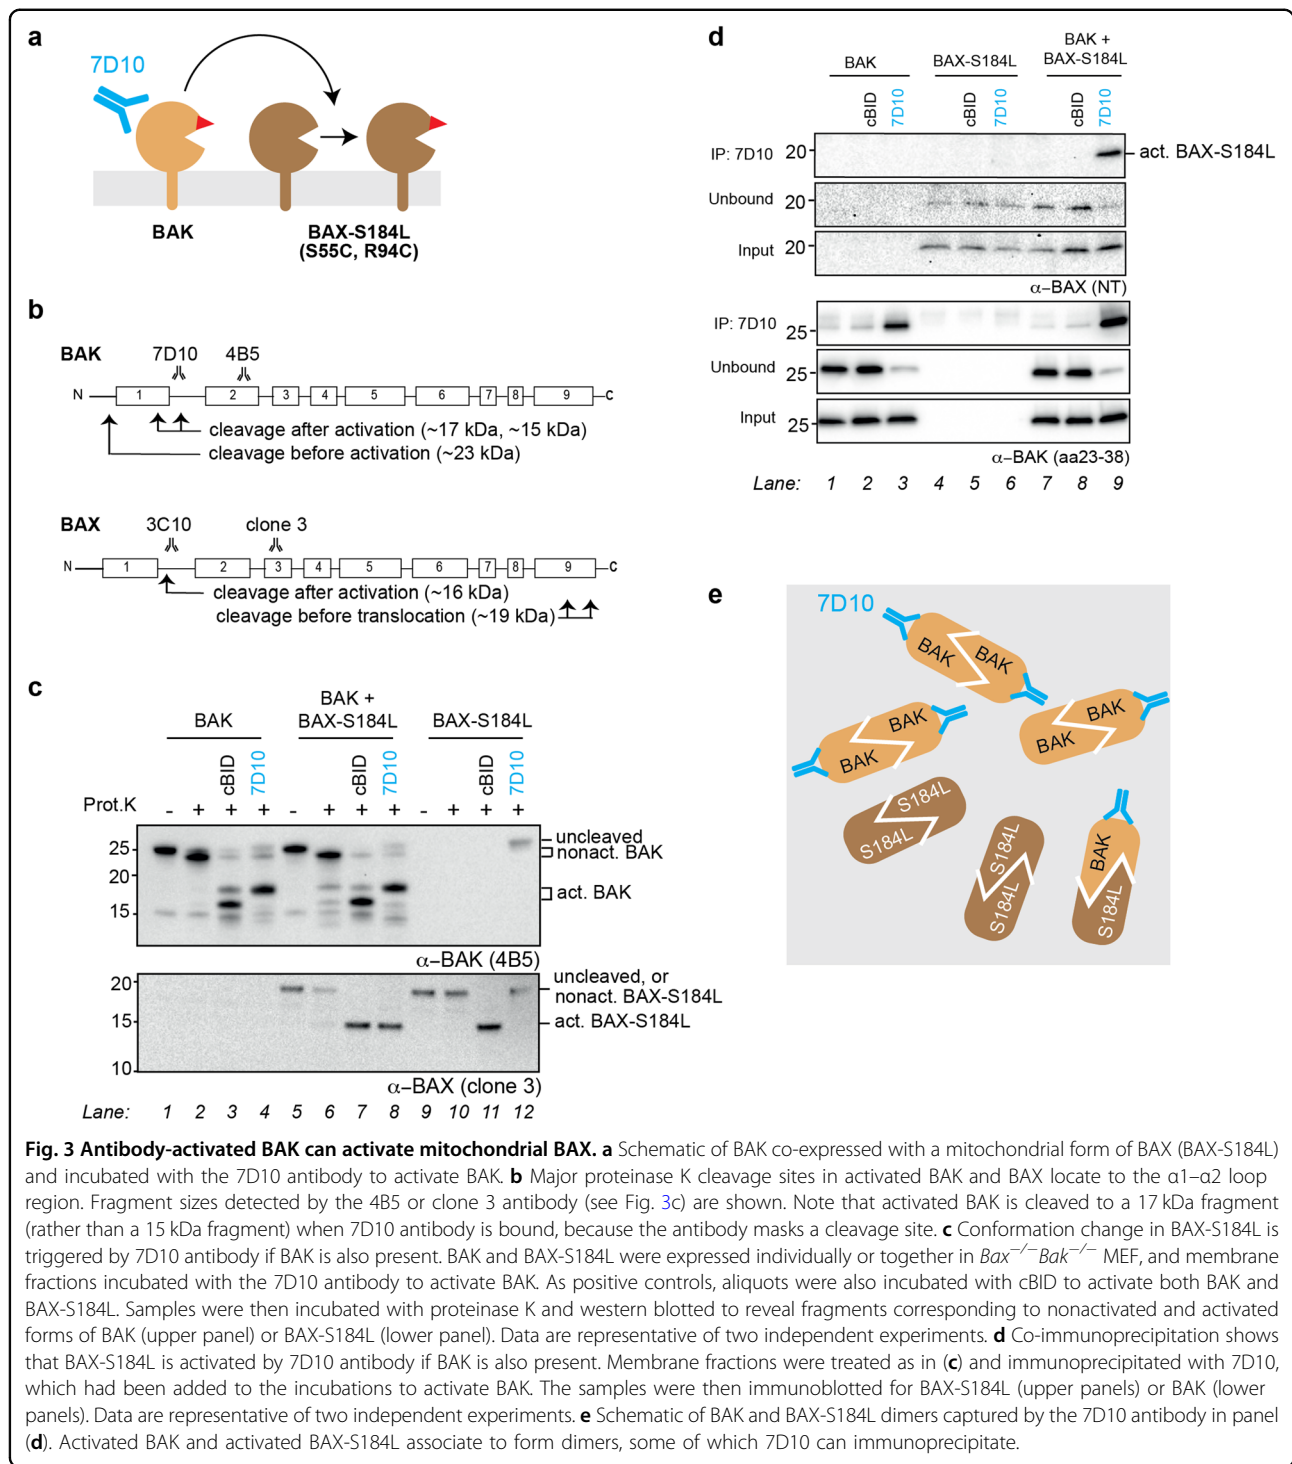 a
7D10
BAK
BAX-S184L
(S55C, R94C)
b
BAK
7D10
4B5
N
1
2
3
4
5
6
7
8
9
C
cleavage after activation (~17 kDa, ~15 kDa)
cleavage before activation (~23 kDa)
BAX
3C10
clone 3
N
1
2
3
4
5
6
7
8
9
C
cleavage after activation (~16 kDa)
cleavage before translocation (~19 kDa)
c
BAK
BAK +
BAX-S184L
BAX-S184L
cBID
7D10
cBID
7D10
cBID
7D10
Prot.K
- + + + - + + + - + + +
25
20
15
uncleaved
nonact. BAK
act. BAK
α–BAK (4B5)
20
15
10
uncleaved, or
nonact. BAX-S184L
act. BAX-S184L
α–BAX (clone 3)
Lane: 1 2 3 4 5 6 7 8 9 10 11 12
d
BAK
BAX-S184L
BAK +
BAX-S184L
cBID
7D10
cBID
7D10
cBID
7D10
IP: 7D10
20
act. BAX-S184L
Unbound
20
Input
20
α–BAX (NT)
IP: 7D10
25
Unbound
25
Input
25
α–BAK (aa23-38)
Lane: 1 2 3 4 5 6 7 8 9
e
7D10
BAK
BAK
BAK
BAK
BAK
BAK
S184L
S184L
S184L
S184L
BAK
S184L
Fig. 3 Antibody-activated BAK can activate mitochondrial BAX. a Schematic of BAK co-expressed with a mitochondrial form of BAX (BAX-S184L)
and incubated with the 7D10 antibody to activate BAK. b Major proteinase K cleavage sites in activated BAK and BAX locate to the α1–α2 loop
region. Fragment sizes detected by the 4B5 or clone 3 antibody (see Fig. 3c) are shown. Note that activated BAK is cleaved to a 17 kDa fragment
(rather than a 15 kDa fragment) when 7D10 antibody is bound, because the antibody masks a cleavage site. c Conformation change in BAX-S184L is
triggered by 7D10 antibody if BAK is also present. BAK and BAX-S184L were expressed individually or together in Bax−/−Bak−/− MEF, and membrane
fractions incubated with the 7D10 antibody to activate BAK. As positive controls, aliquots were also incubated with cBID to activate both BAK and
BAX-S184L. Samples were then incubated with proteinase K and western blotted to reveal fragments corresponding to nonactivated and activated
forms of BAK (upper panel) or BAX-S184L (lower panel). Data are representative of two independent experiments. d Co-immunoprecipitation shows
that BAX-S184L is activated by 7D10 antibody if BAK is also present. Membrane fractions were treated as in (c) and immunoprecipitated with 7D10,
which had been added to the incubations to activate BAK. The samples were then immunoblotted for BAX-S184L (upper panels) or BAK (lower
panels). Data are representative of two independent experiments. e Schematic of BAK and BAX-S184L dimers captured by the 7D10 antibody in panel
(d). Activated BAK and activated BAX-S184L associate to form dimers, some of which 7D10 can immunoprecipitate.